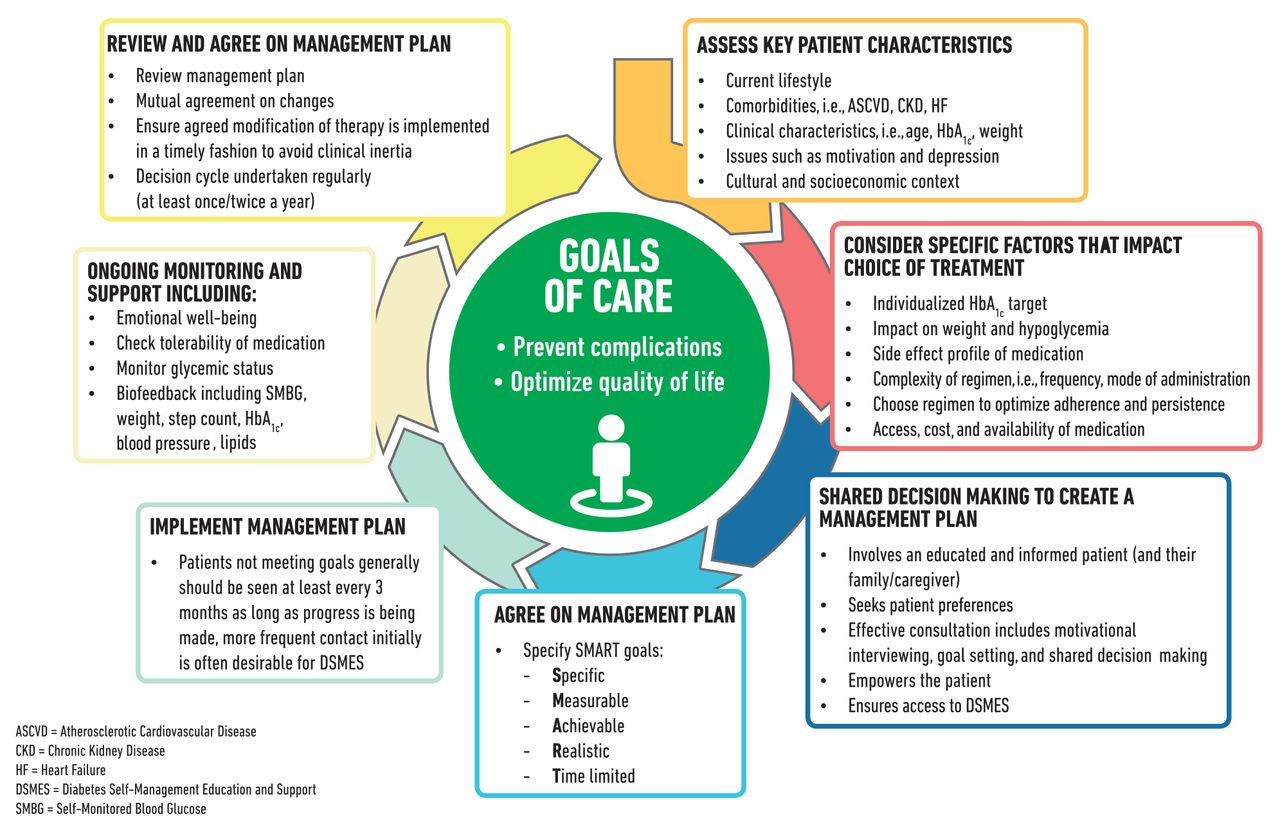 REVIEW AND AGREE ON MANAGEMENT PLAN
• Review management plan
• Mutual agreement on changes
• Ensure agreed modification of therapy is implemented
in a timely fashion to avoid clinical inertia
• Decision cycle undertaken regularly
(at least once/twice a year)
ASSESS KEY PATIENT CHARACTERISTICS
• Current lifestyle
• Comorbidities, i.e., ASCVD, CKD, HF
• Clinical characteristics, i.e., age, HbA1c, weight
• Issues such as motivation and depression
• Cultural and socioeconomic context
CONSIDER SPECIFIC FACTORS THAT IMPACT
CHOICE OF TREATMENT
• Individualized HbA1c target
• Impact on weight and hypoglycemia
• Side effect profile of medication
• Complexity of regimen, i.e., frequency, mode of administration
• Choose regimen to optimize adherence and persistence
• Access, cost, and availability of medication
SHARED DECISION MAKING TO CREATE A
MANAGEMENT PLAN
• Involves an educated and informed patient (and their
family/caregiver)
• Seeks patient preferences
• Effective consultation includes motivational
interviewing, goal setting, and shared decision making
• Empowers the patient
• Ensures access to DSMES
AGREE ON MANAGEMENT PLAN
• Specify SMART goals:
- Specific
- Measurable
- Achievable
- Realistic
- Time limited
IMPLEMENT MANAGEMENT PLAN
• Patients not meeting goals generally
should be seen at least every 3
months as long as progress is being
made, more frequent contact initially
is often desirable for DSMES
ONGOING MONITORING AND
SUPPORT INCLUDING:
• Emotional well-being
• Check tolerability of medication
• Monitor glycemic status
• Biofeedback including SMBG,
weight, step count, HbA1c,
blood pressure, lipids
GOALS
OF CARE
• Prevent complications
• Optimize quality of life
ASCVD = Atherosclerotic Cardiovascular Disease
CKD = Chronic Kidney Disease
HF = Heart Failure
DSMES = Diabetes Self-Management Education and Support
SMBG = Self-Monitored Blood Glucose